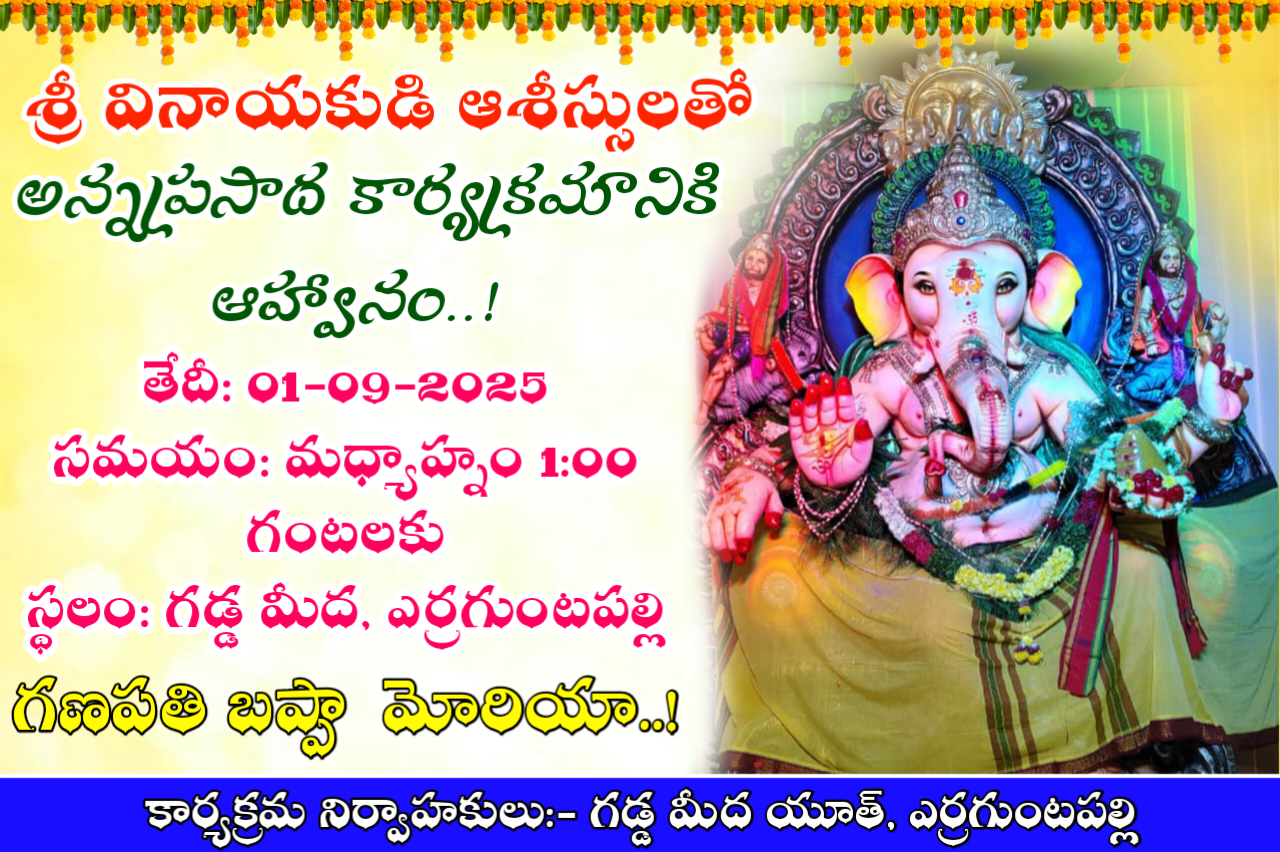 శ్రీ వినాయకుడి ఆశీస్సులతో
అన్నప్రసాద కార్యక్రమానికి
ఆహ్వానం..!
తేదీ: 01-09-2025
సమయం: మధ్యాహ్నం 1:00
గంటలకు
స్థలం: గడ్డ మీద, ఎర్రగుంటపల్లి
గణపతి బప్పా మోరియా..!
కార్యక్రమ నిర్వాహకులు:- గడ్డ మీద యూత్, ఎర్రగుంటపల్లి